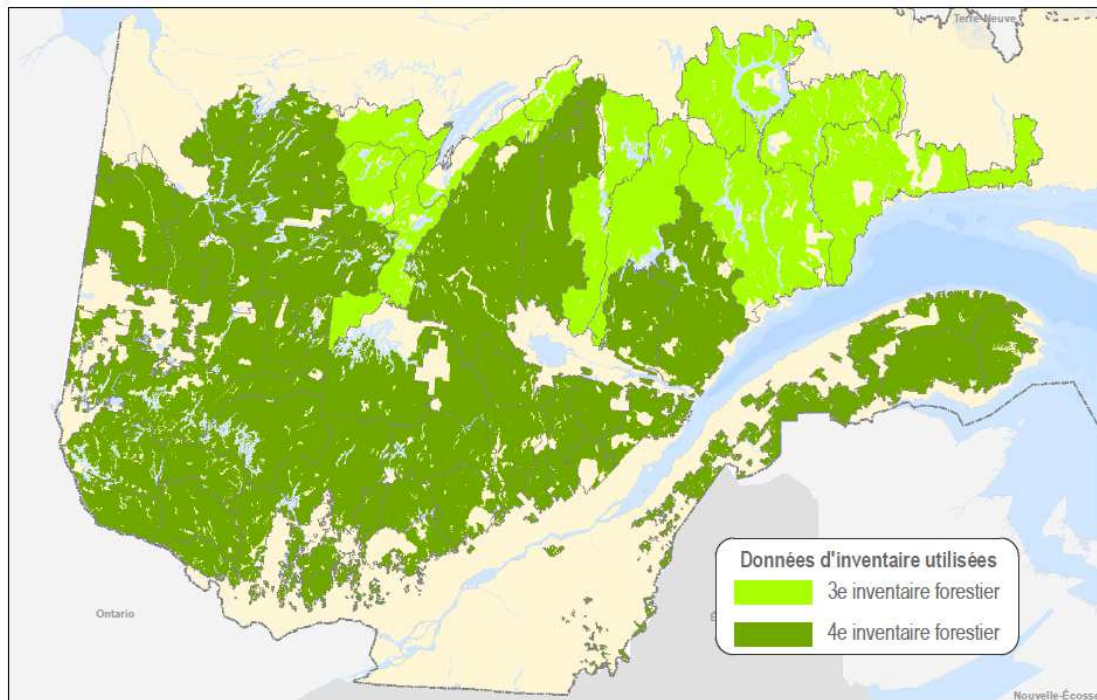 Terre-Neuve
Ontario
Données d'inventaire utilisées
3e inventaire forestier
4e inventaire forestier
Nouvelle-Écosse